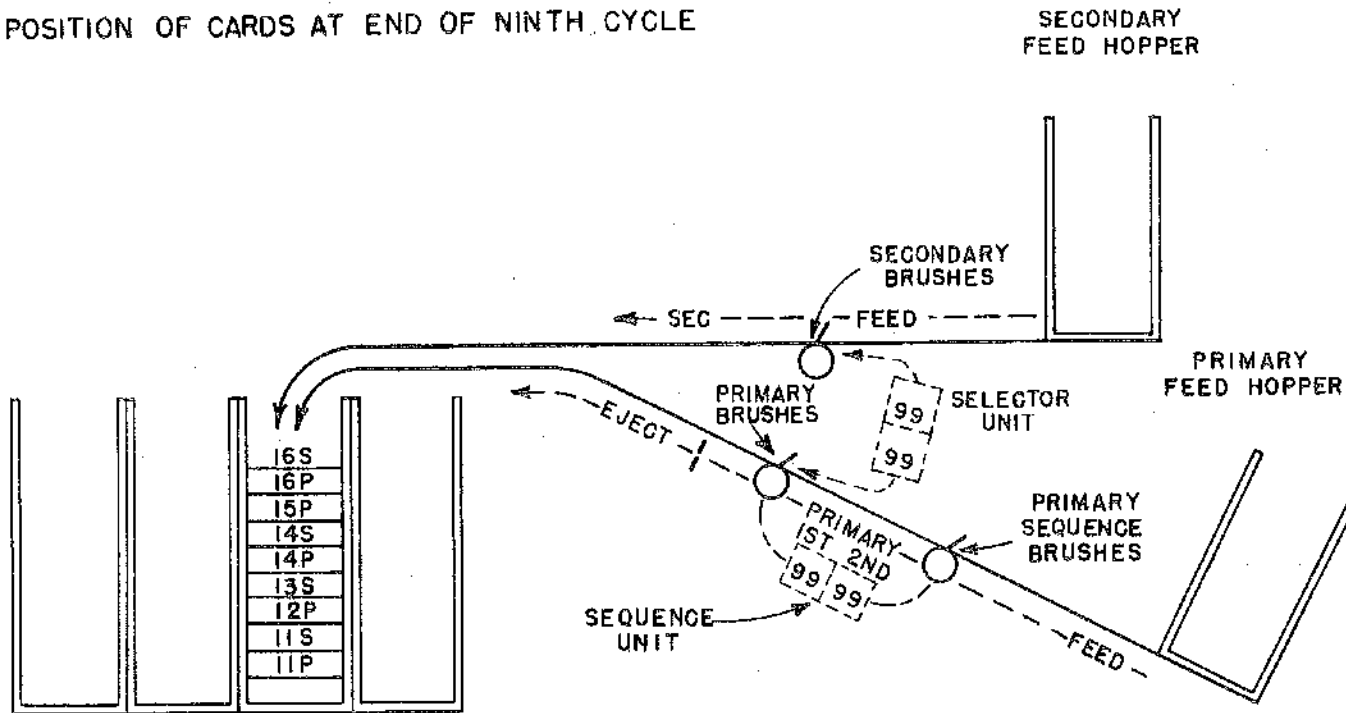 POSITION OF CARDS AT END OF NINTH CYCLE
SECONDARY
FEED HOPPER
SECONDARY
BRUSHES
SEC FEED
PRIMARY
FEED HOPPER
PRIMARY
BRUSHES
99
99
SELECTOR
UNIT
EJECT
PRIMARY
SEQUENCE
BRUSHES
PRIMARY
1ST 2ND
99 99
SEQUENCE
UNIT
FEED
16S
16P
15P
14S
14P
13S
12P
11S
11P